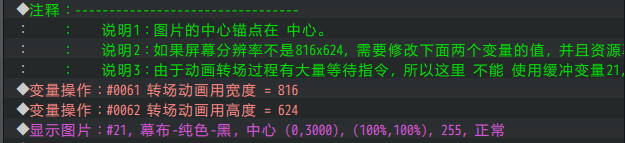 ◆注释：--------------------------------
：　　：　　说明1：图片的中心锚点在 中心。
：　　：　　说明2：如果屏幕分辨率不是816x624，需要修改下面两个变量的值，并且资源
：　　：　　说明3：由于动画转场过程有大量等待指令，所以这里 不能 使用缓冲变量21，
◆变量操作：#0061 转场动画用宽度 = 816
◆变量操作：#0062 转场动画用高度 = 624
◆显示图片：#21, 幕布-纯色-黑, 中心 (0,3000), (100%,100%), 255, 正常